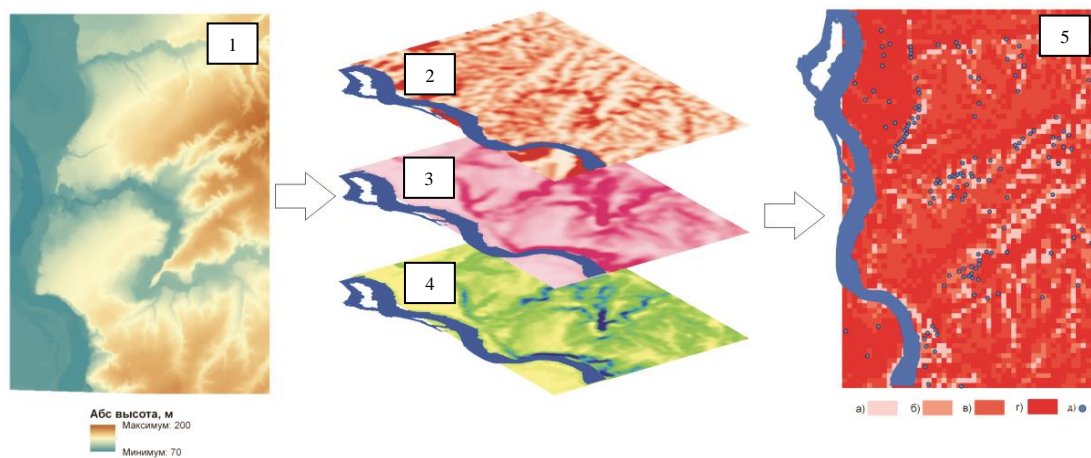 1
2
3
4
5
Абс высота, м
Максимум: 200
Минимум: 70
а) б) в) г) д)